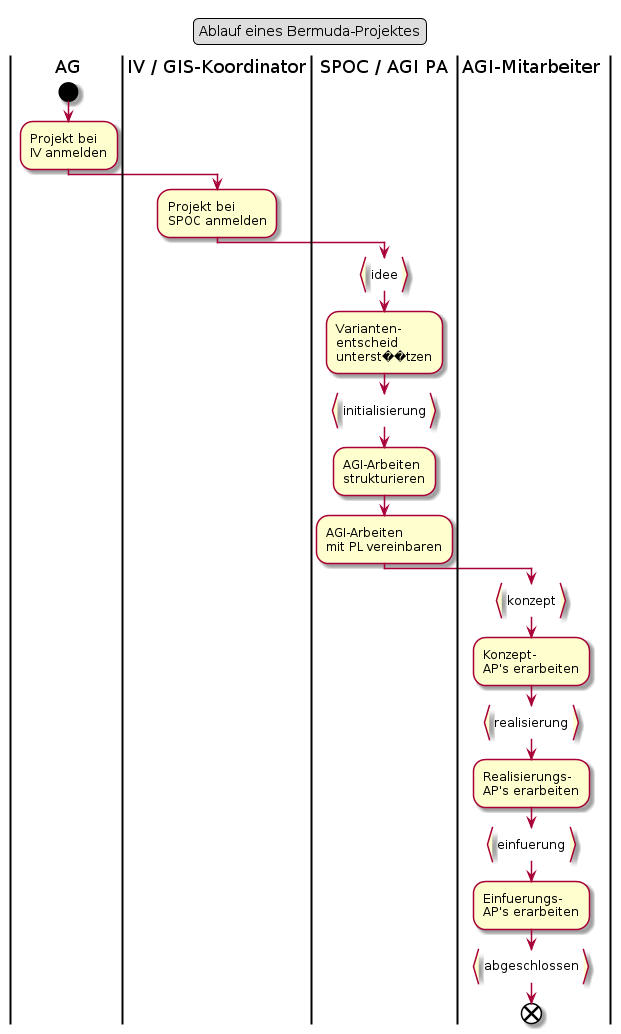 Ablauf eines Bermuda-Projektes
AG
IV / GIS-Koordinator
SPOC / AGI PA
AGI-Mitarbeiter
Projekt bei
IV anmelden
Projekt bei
SPOC anmelden
idee
Varianten-
entscheid
unterst��tzen
initialisierung
AGI-Arbeiten
strukturieren
AGI-Arbeiten
mit PL vereinbaren
konzept
Konzept-
AP's erarbeiten
realisierung
Realisierungs-
AP's erarbeiten
einfuerung
Einfuerungs-
AP's erarbeiten
abgeschlossen